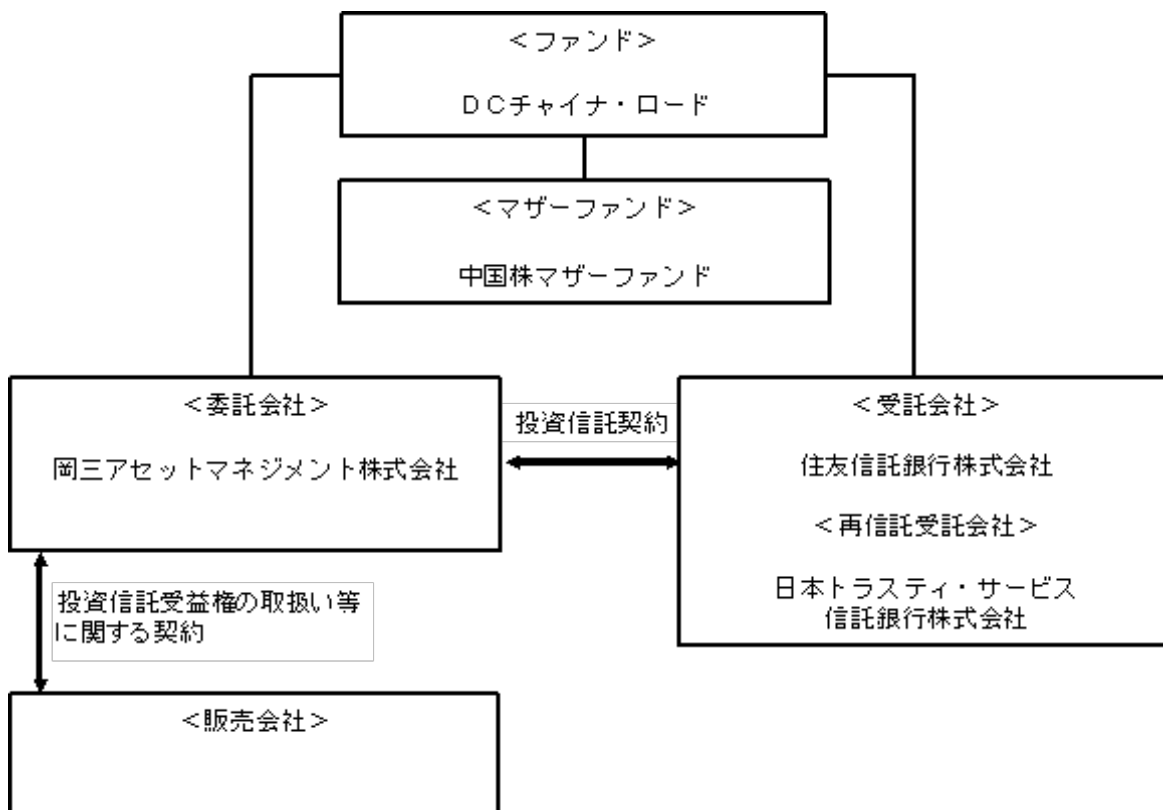 ＜ファンド＞
ＤＣチャイナ・ロード
＜マザーファンド＞
中国株マザーファンド
＜委託会社＞
岡三アセットマネジメント株式会社
投資信託契約
＜受託会社＞
住友信託銀行株式会社
＜再信託受託会社＞
日本トラスティ・サービス
信託銀行株式会社
投資信託受益権の取扱い等
に関する契約
＜販売会社＞